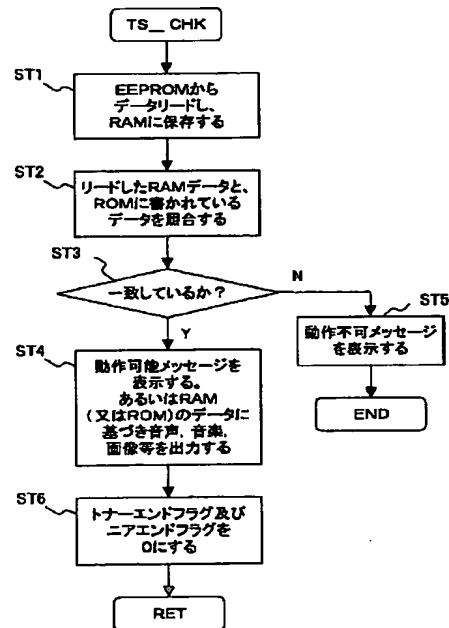 TS_ CHK
ST1
EEPROMから
データリードし、
RAMに保存する
ST2
リードしたRAMデータと、
ROMに書かれている
データを照合する
ST3
一致しているか？
N
Y
ST5
動作不可メッセージ
を表示する
END
ST4
動作可能メッセージを
表示する。
あるいはRAM
（又はROM）のデータに
基づき音声，音楽，
画像等を出力する
ST6
トナーエンドフラグ及び
ニアエンドフラグを
0にする
RET